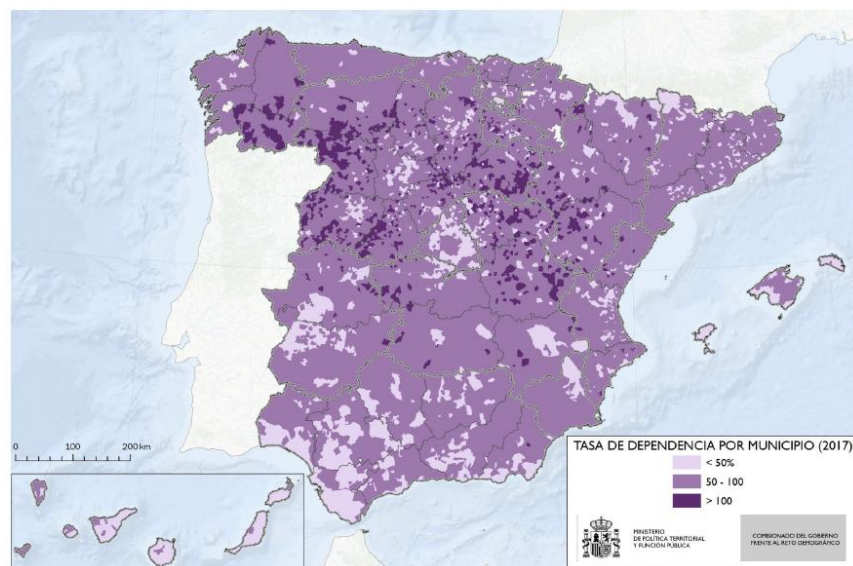 0 100 200 km
TASA DE DEPENDENCIA POR MUNICIPIO (2017)
< 50%
50 - 100
> 100
MINISTERIO
DE POLÍTICA TERRITORIAL
Y FUNCIÓN PÚBLICA
COMISIONADO DEL GOBIERNO
FRENTE AL RETO DEMOGRÁFICO